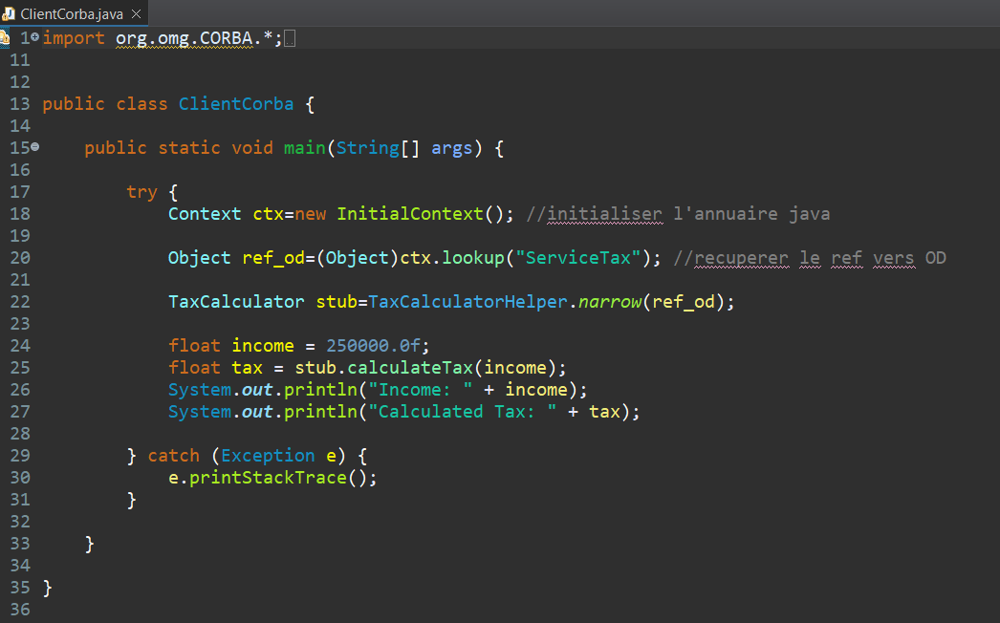 ClientCorba.java
1 import org.omg.CORBA.*;
11
12
13 public class ClientCorba {
14
15 public static void main(String[] args) {
16
17 try {
18 Context ctx=new InitialContext(); //initialiser l'annuaire java
19
20 Object ref_od=(Object)ctx.lookup("ServiceTax"); //recuperer le ref vers OD
21
22 TaxCalculator stub=TaxCalculatorHelper.narrow(ref_od);
23
24 float income = 250000.0f;
25 float tax = stub.calculateTax(income);
26 System.out.println("Income: " + income);
27 System.out.println("Calculated Tax: " + tax);
28
29 } catch (Exception e) {
30 e.printStackTrace();
31 }
32
33 }
34
35 }
36